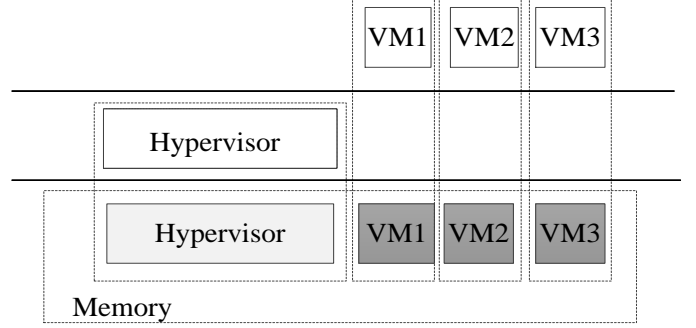 VM1 VM2 VM3
Hypervisor
Hypervisor VM1 VM2 VM3
Memory